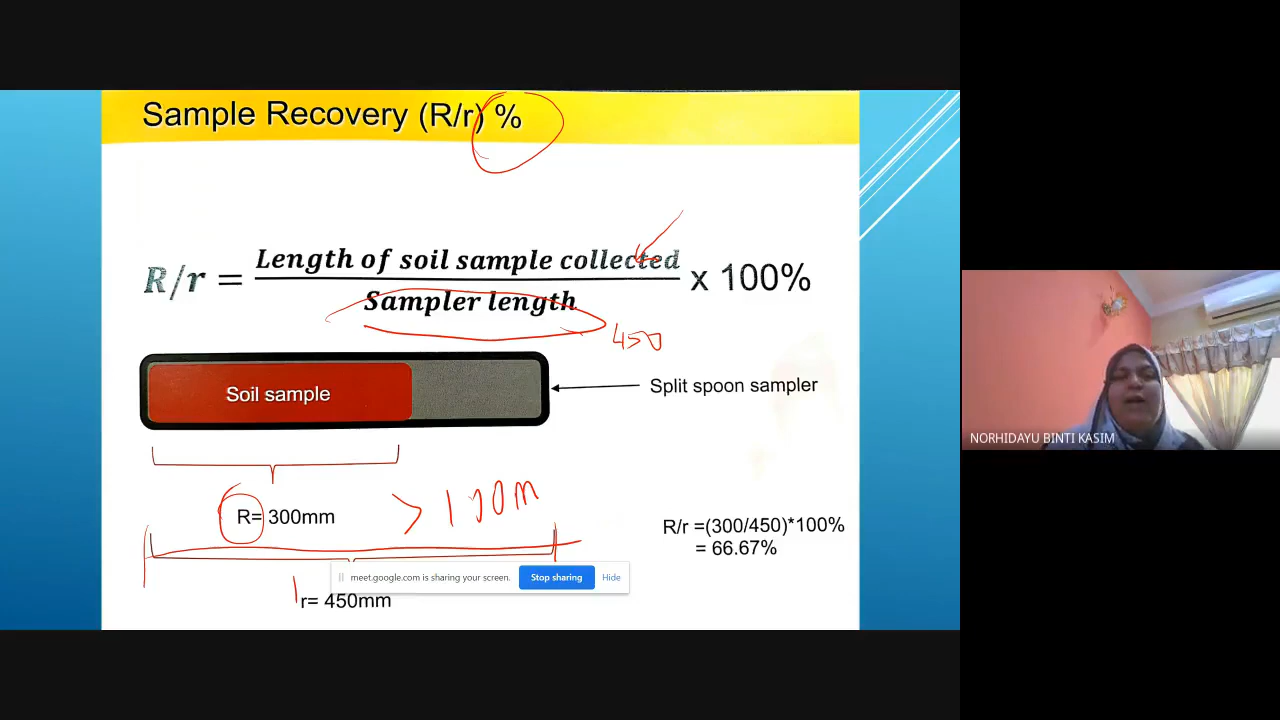 Sample Recovery (R/r) %
R/r = Length of soil sample collected
Sampler length
x 100%
450
Soil sample
Split spoon sampler
R= 300mm
> 100m
R/r =(300/450)*100%
= 66.67%
meet.google.com is sharing your screen.
Stop sharing
Hide
r= 450mm
NORHIDAYU BINTI KASIM